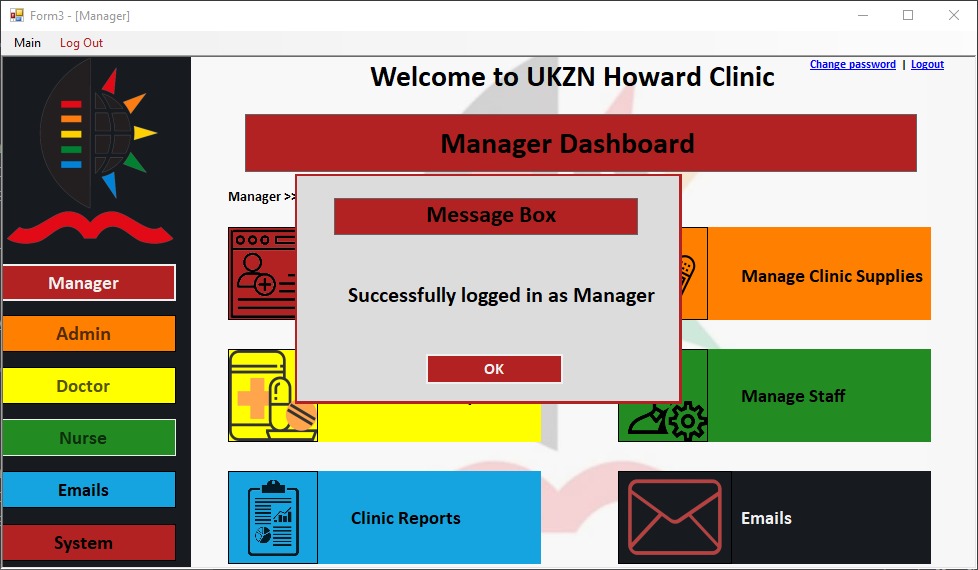 Form3 - [Manager]
Main
Log Out
Change password | Logout
Welcome to UKZN Howard Clinic
Manager Dashboard
Manager >>
Message Box
Successfully logged in as Manager
OK
Manager
Admin
Doctor
Nurse
Emails
System
Manage Clinic Supplies
Manage Staff
Clinic Reports
Emails